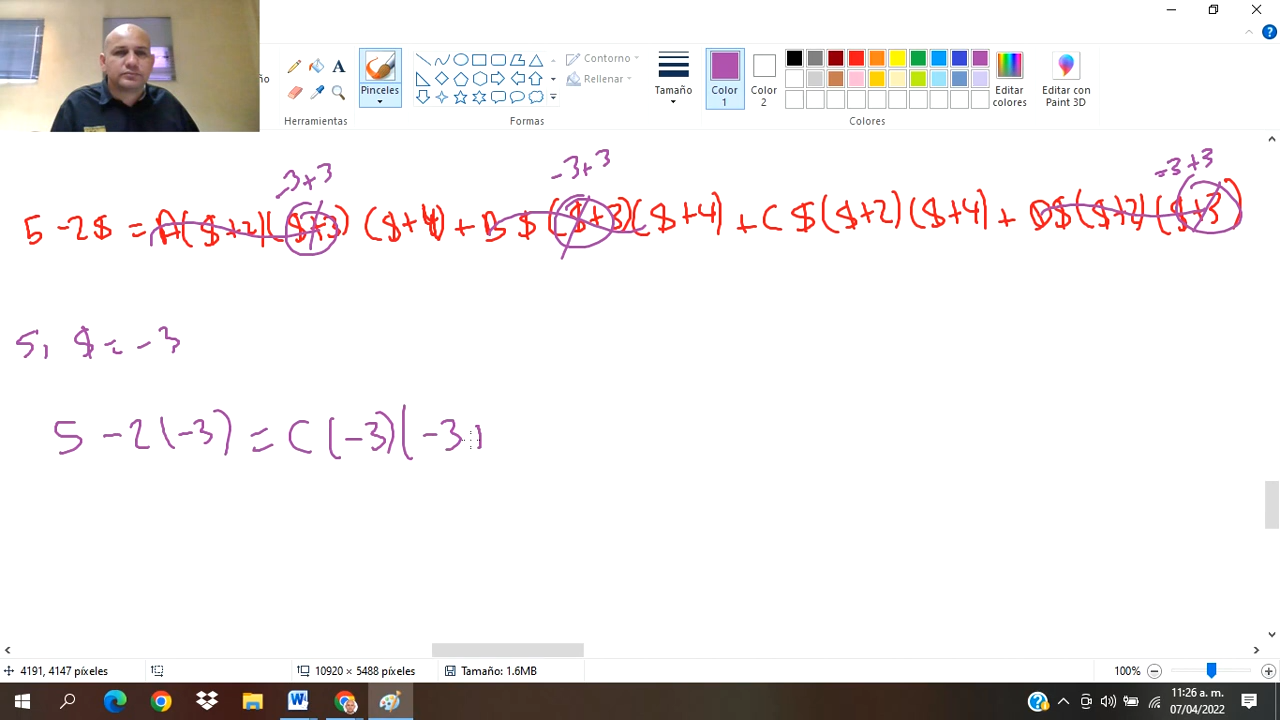 Contorno
Rellenar
Pinceles
Tamaño
Color 1
Color 2
Editar colores
Editar con Paint 3D
Herramientas
Formas
Colores
-3+3
-3+3
-3+3
5-2$ = A($+2)($+3)($+4) + B$($+3)($+4) + C$($+2)($+4) + D$($+2)($+3)
$ = -3
5-2(-3) = C(-3)(-3
4191, 4147 píxeles
10920 × 5488 píxeles
Tamaño: 1.6MB
100%
11:26 a. m.
07/04/2022